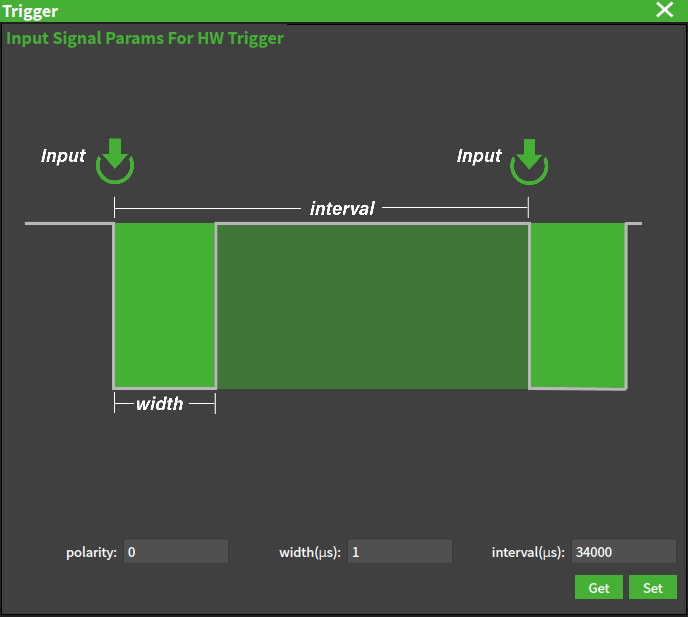 Trigger
Input Signal Params For HW Trigger
Input
Input
interval
width
polarity: 0 width(μs): 1 interval(μs): 34000
Get Set